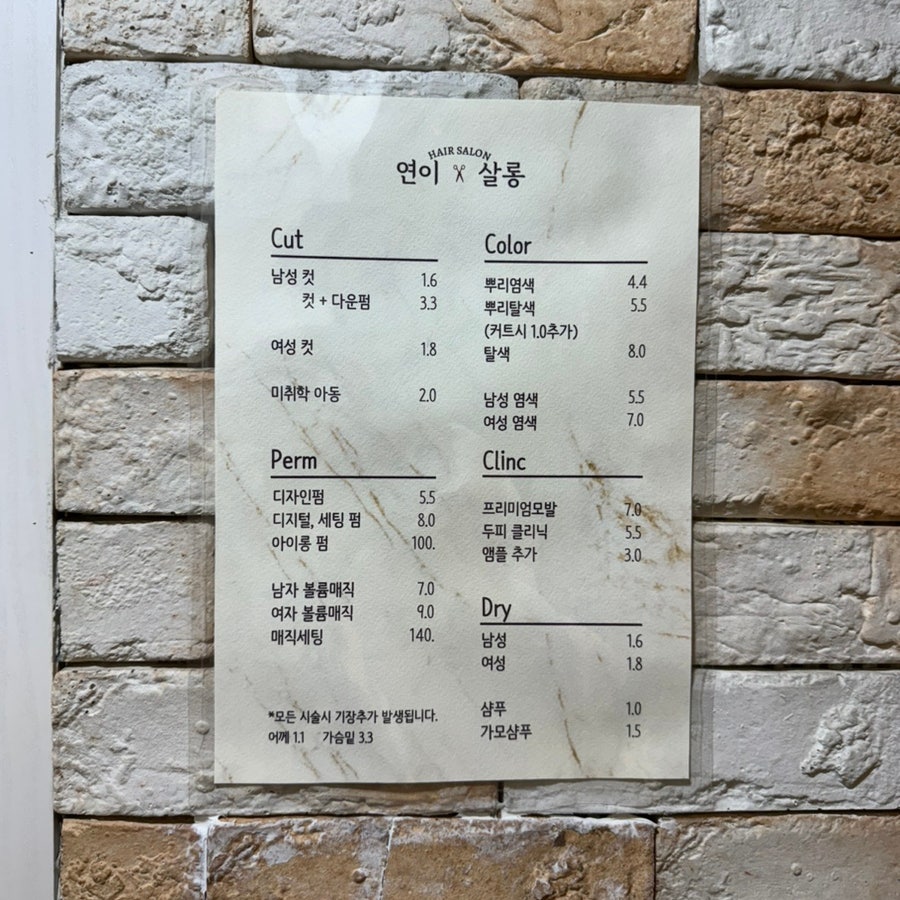 HAIR SALON
연이 살롱
Cut
남성 컷 1.6
컷 + 다운펌 3.3
여성 컷 1.8
미취학 아동 2.0
Perm
디자인펌 5.5
디지털, 세팅 펌 8.0
아이롱 펌 100.
남자 볼륨매직 7.0
여자 볼륨매직 9.0
매직세팅 140.
*모든 시술시 기장추가 발생됩니다.
어께 1.1 가슴밑 3.3
Color
뿌리염색 4.4
뿌리탈색 5.5
(커트시 1.0추가)
탈색 8.0
남성 염색 5.5
여성 염색 7.0
Clinc
프리미엄모발 7.0
두피 클리닉 5.5
앰플 추가 3.0
Dry
남성 1.6
여성 1.8
샴푸 1.0
가모샴푸 1.5